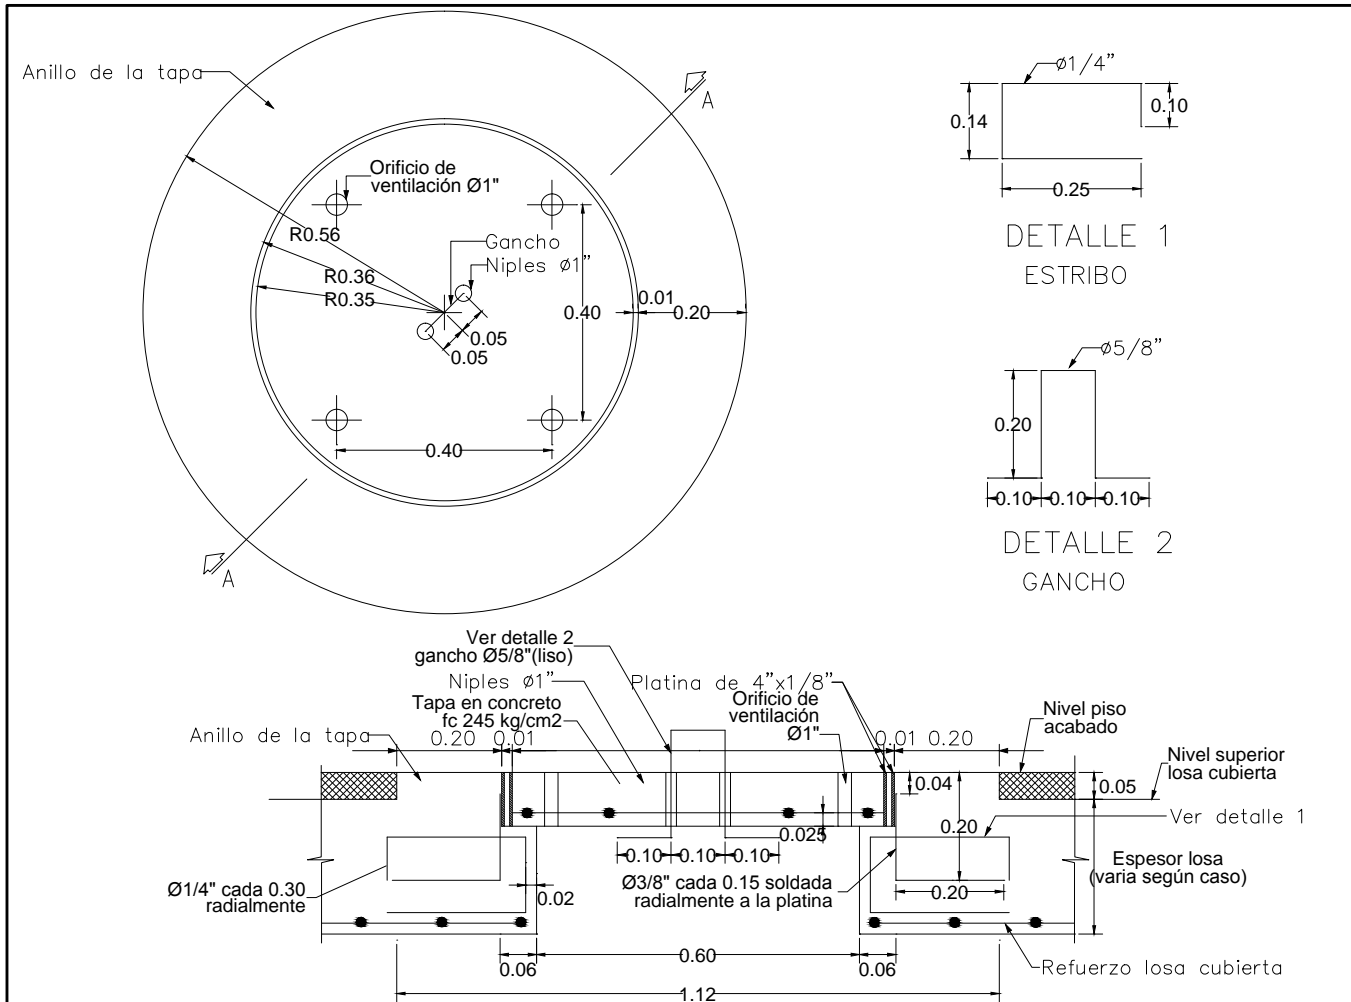 Anillo de la tapa
A
Orificio de
ventilación Ø1"
R0.56
R0.36
R0.35
Gancho
Niples ø1"
0.05
0.05
0.40
0.01
0.20
0.40
A
ø1/4"
0.14
0.10
0.25
DETALLE 1
ESTRIBO
ø5/8"
0.20
0.10
0.10
0.10
DETALLE 2
GANCHO
Ver detalle 2
gancho Ø5/8"(liso)
Niples ø1"
Platina de 4"x1/8"
Tapa en concreto
fc 245 kg/cm2
Orificio de
ventilación
Ø1"
Nivel piso
acabado
Anillo de la tapa
0.20
0.01
0.01
0.20
Nivel superior
losa cubierta
0.04
0.05
0.025
0.20
Ver detalle 1
0.10
0.10
0.10
Espesor losa
(varia según caso)
Ø1/4" cada 0.30
radialmente
0.02
Ø3/8" cada 0.15 soldada
radialmente a la platina
0.20
0.06
0.60
0.06
Refuerzo losa cubierta
1.12